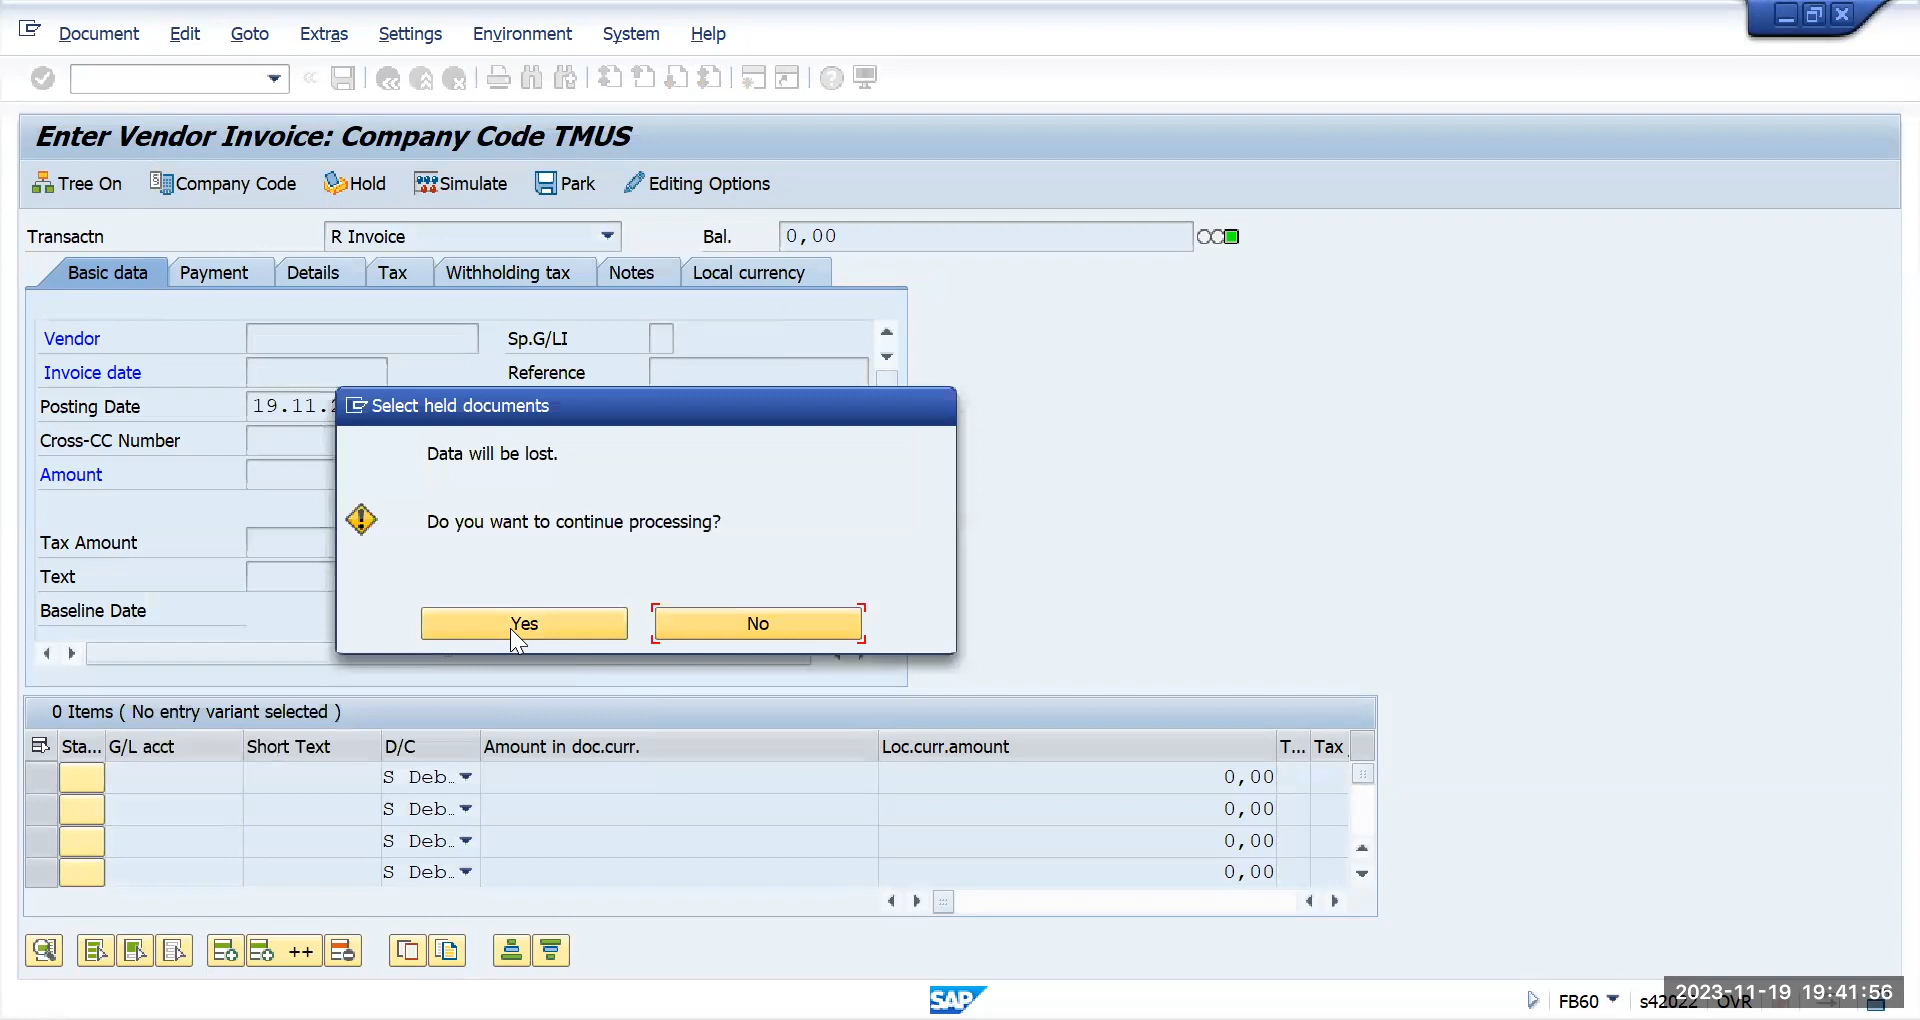 Document Edit Goto Extras Settings Environment System Help
Enter Vendor Invoice: Company Code TMUS
Tree On Company Code Hold Simulate Park Editing Options
Transactn R Invoice Bal. 0,00
Basic data Payment Details Tax Withholding tax Notes Local currency
Vendor Sp.G/LI
Invoice date Reference
Posting Date 19.11.
Cross-CC Number
Amount
Tax Amount
Text
Baseline Date
Select held documents
Data will be lost.
Do you want to continue processing?
Yes No
0 Items ( No entry variant selected )
Sta... G/L acct Short Text D/C Amount in doc.curr. Loc.curr.amount T... Tax
S Deb… 0,00
S Deb… 0,00
S Deb… 0,00
S Deb… 0,00
++
SAP FB60 s42022 OVR
2023-11-19 19:41:56